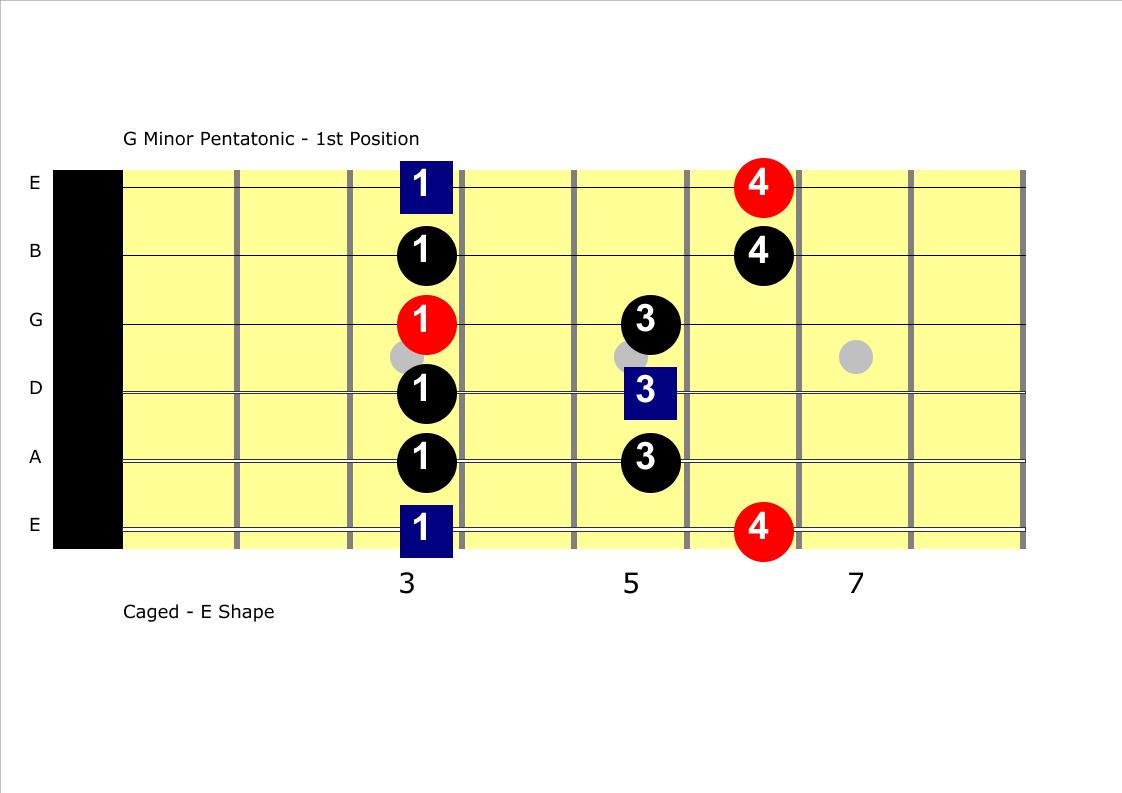 G Minor Pentatonic - 1st Position
E 1 4
B 1 4
G 1 3
D 1 3
A 1 3
E 1 4
3 5 7
Caged - E Shape